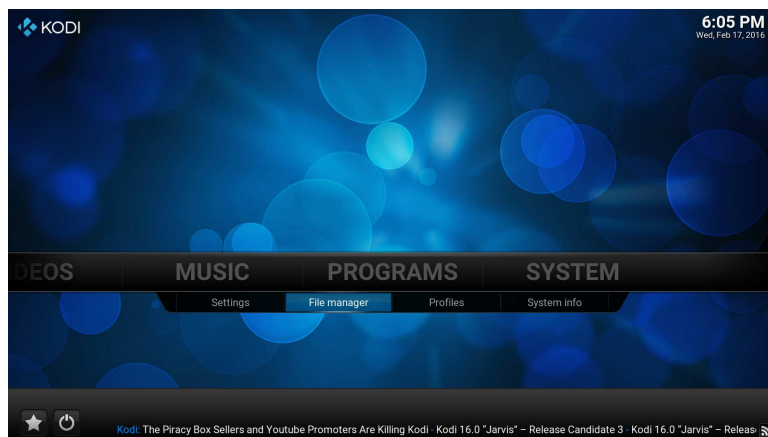 KODI
6:05 PM
Wed, Feb 17, 2016
DEOS MUSIC PROGRAMS SYSTEM
Settings File manager Profiles System info
Kodi: The Piracy Box Sellers and Youtube Promoters Are Killing Kodi - Kodi 16.0 "Jarvis" – Release Candidate 3 - Kodi 16.0 "Jarvis" – Releas